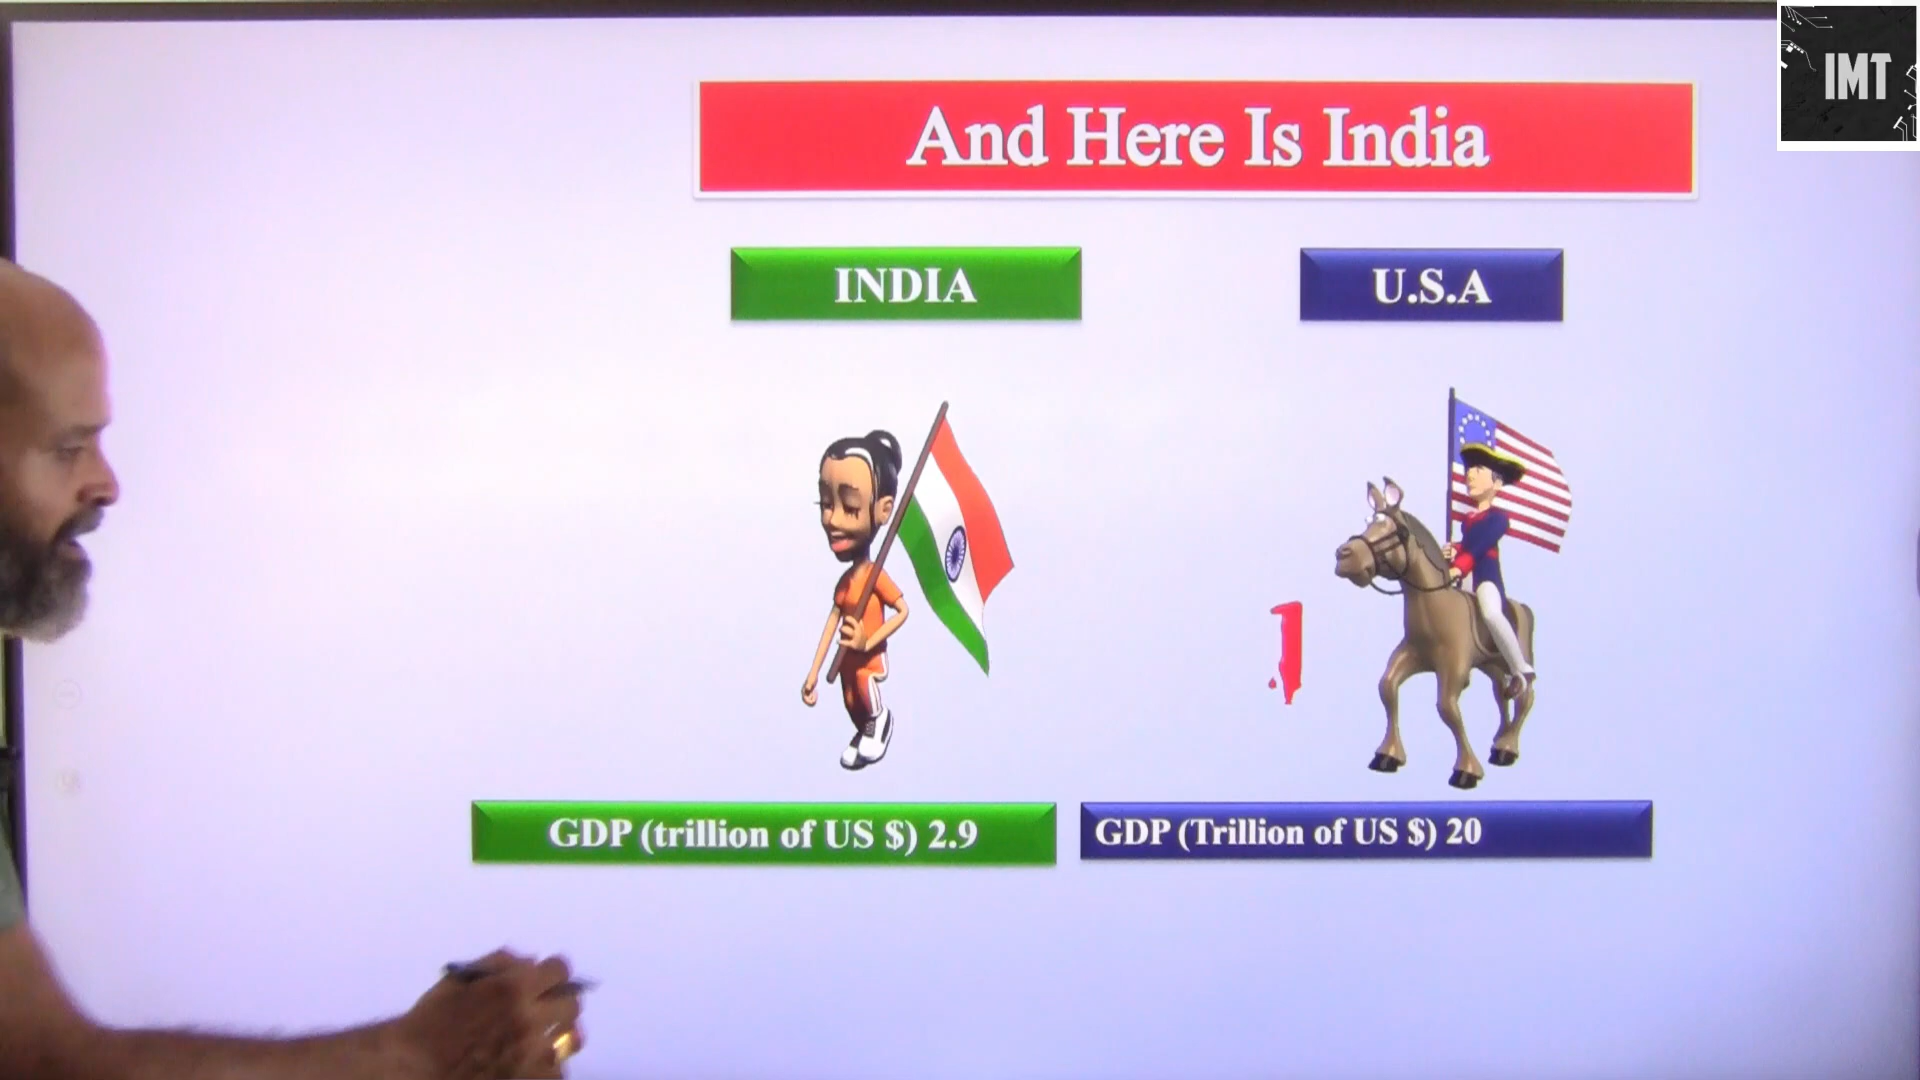 IMT
And Here Is India
INDIA
U.S.A
GDP (trillion of US $) 2.9
GDP (Trillion of US $) 20